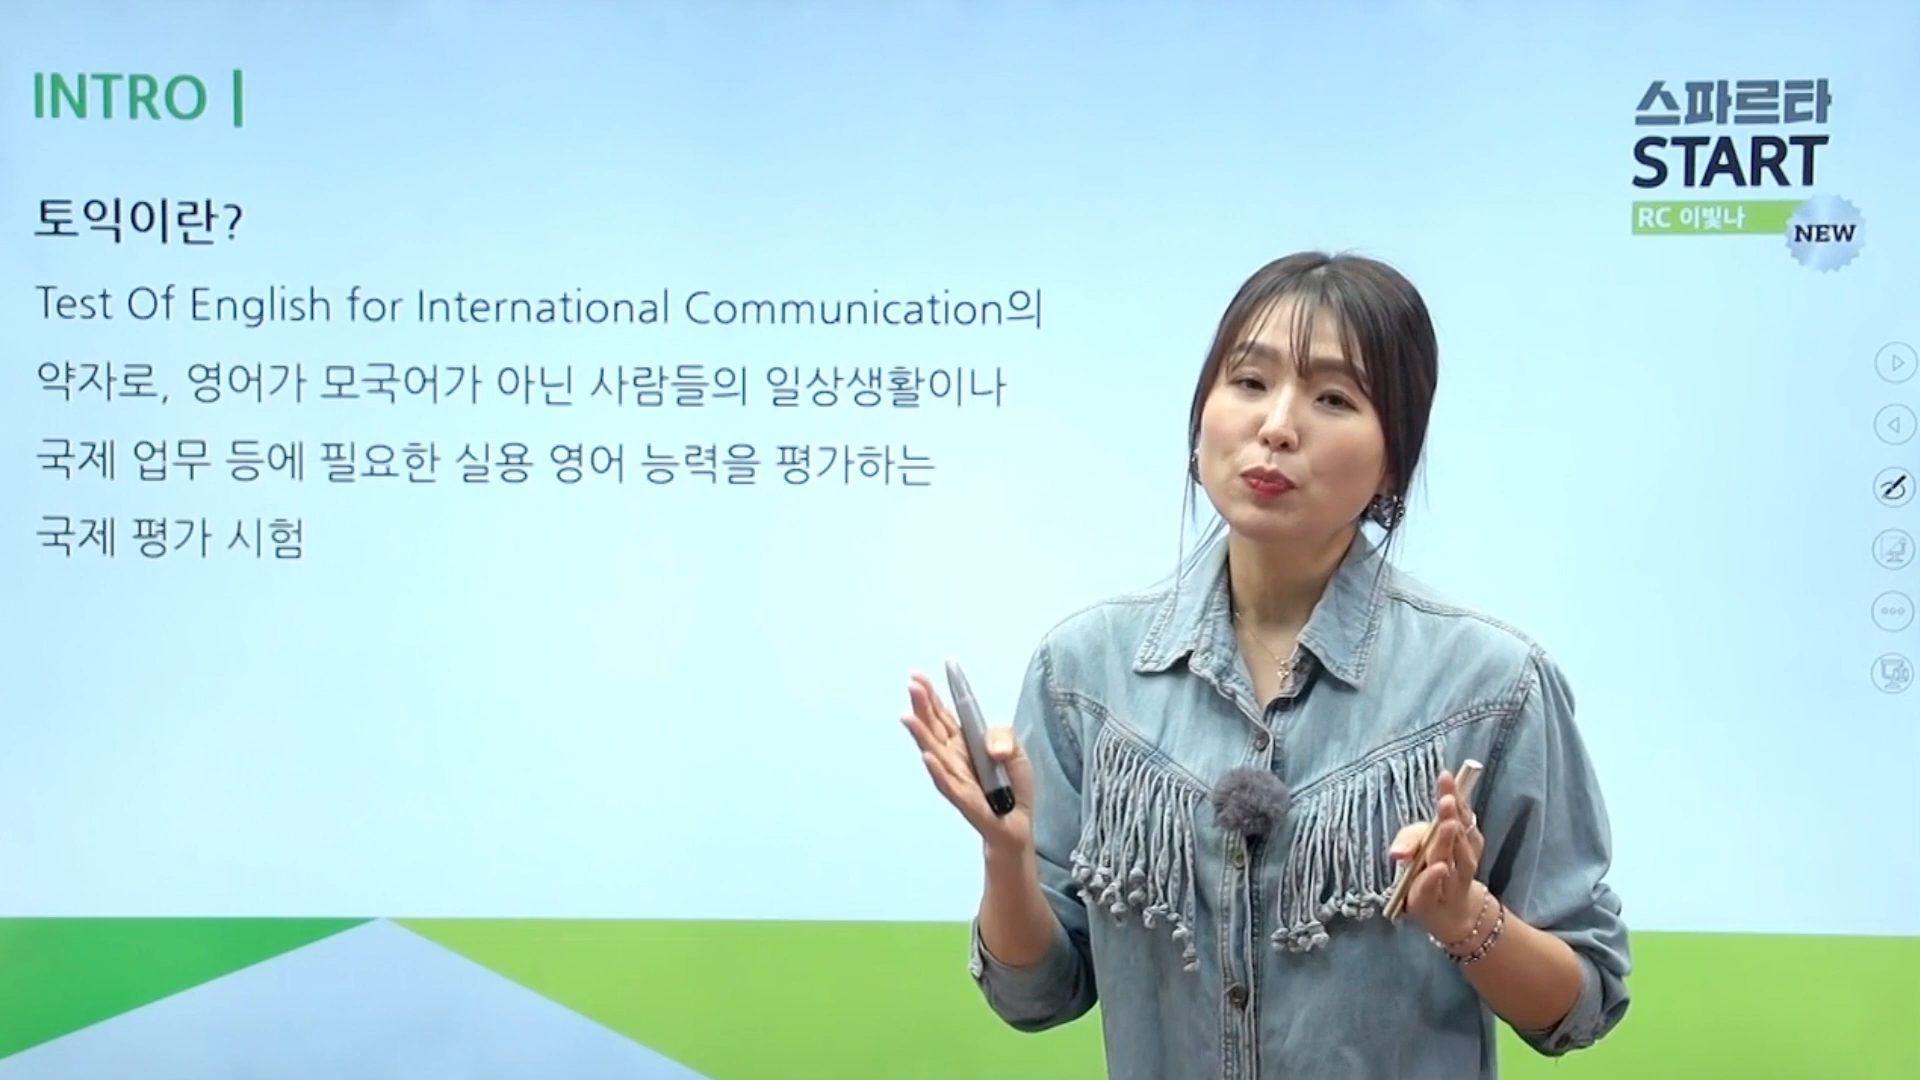 INTRO |
토익이란?
Test Of English for International Communication의
약자로, 영어가 모국어가 아닌 사람들의 일상생활이나
국제 업무 등에 필요한 실용 영어 능력을 평가하는
국제 평가 시험
스파르타
START
RC 이빛나
NEW